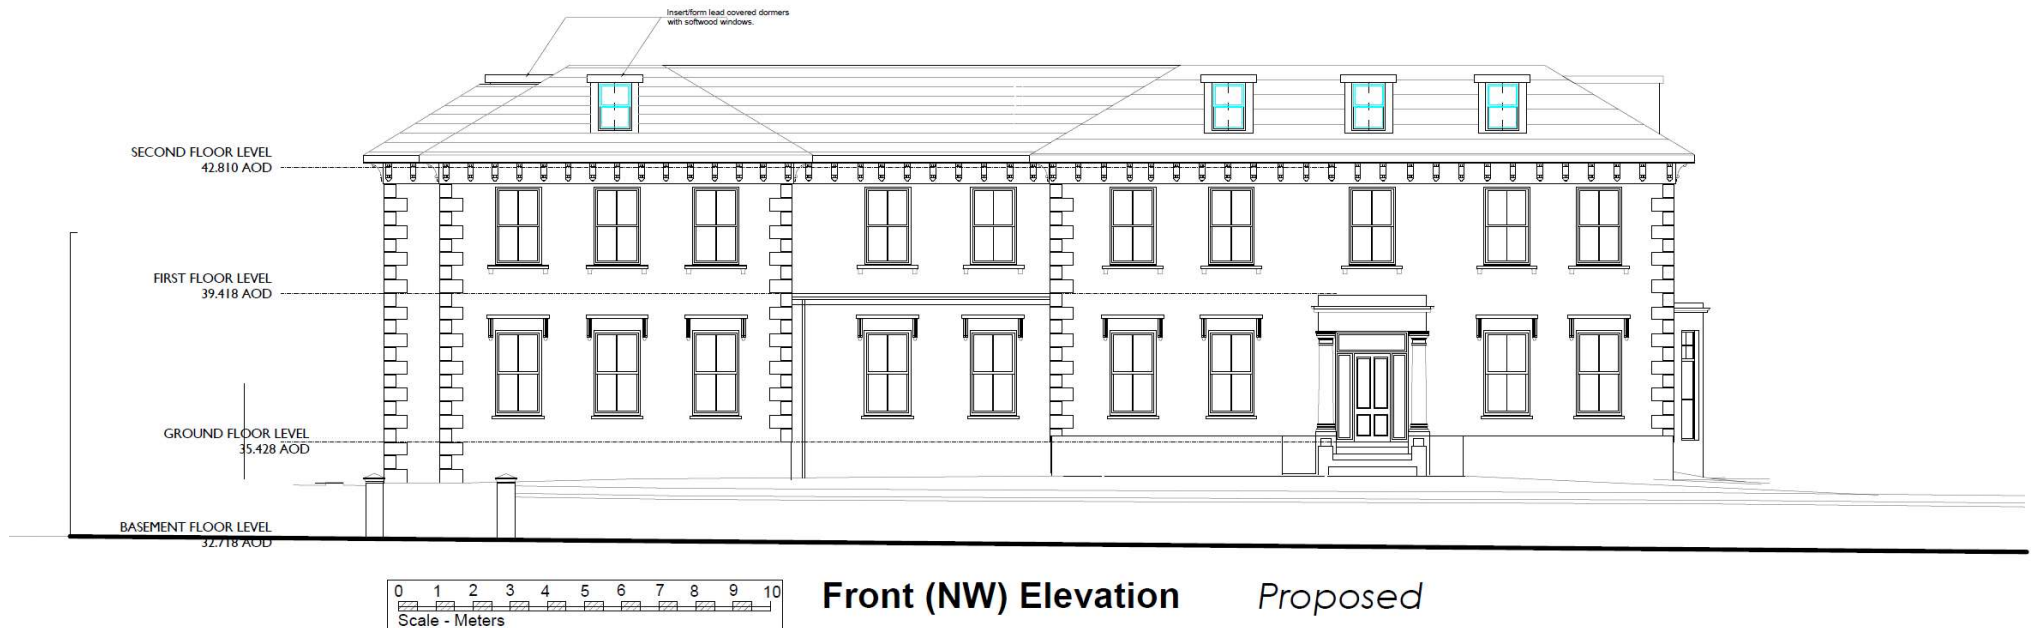 Insert/form lead covered dormers
with softwood windows.
SECOND FLOOR LEVEL
42.810 AOD
FIRST FLOOR LEVEL
39.418 AOD
GROUND FLOOR LEVEL
35.428 AOD
BASEMENT FLOOR LEVEL
32.718 AOD
0 1 2 3 4 5 6 7 8 9 10
Scale - Meters
Front (NW) Elevation Proposed